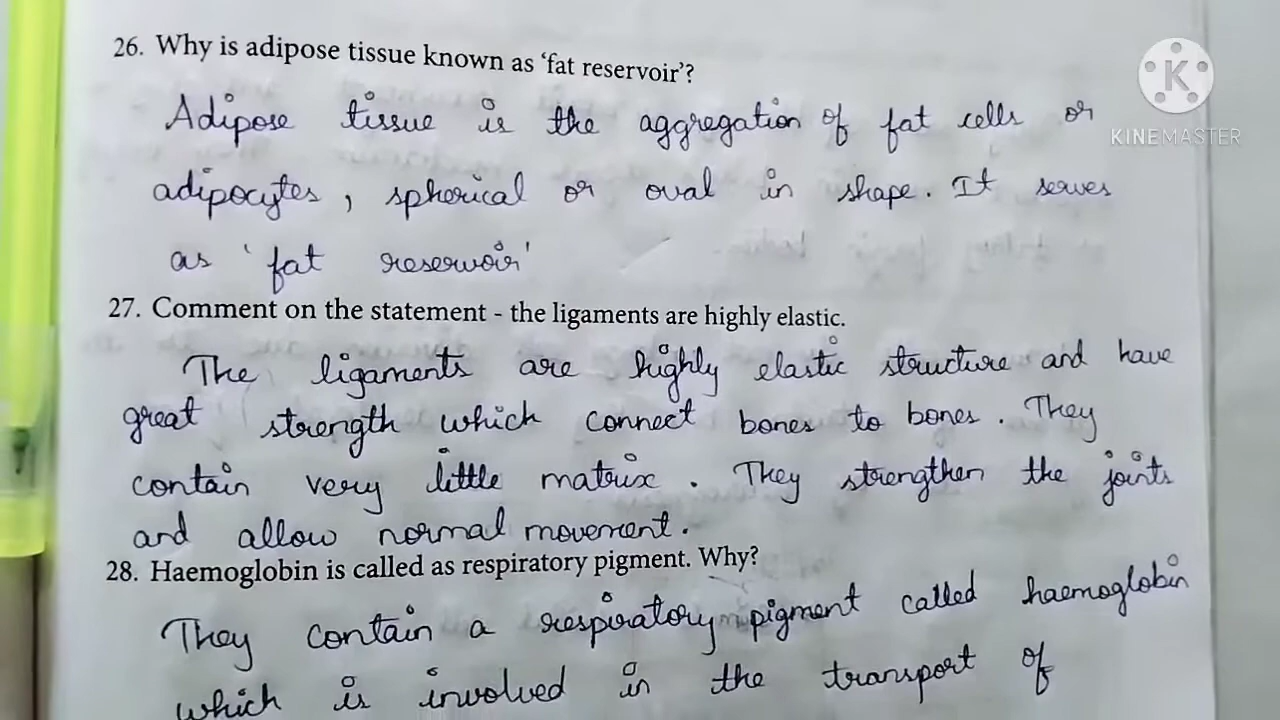 26. Why is adipose tissue known as 'fat reservoir'?
Adipose tissue is the aggregation of fat cells or
adipocytes, spherical or oval in shape. It serves
as 'fat reservoir'
27. Comment on the statement - the ligaments are highly elastic.
The ligaments are highly elastic structure and have
great strength which connect bones to bones. They
contain very little matrix. They strengthen the joints
and allow normal movement.
28. Haemoglobin is called as respiratory pigment. Why?
They contain a respiratory pigment called haemoglobin
which is involved in the transport of
K
KINEMASTER